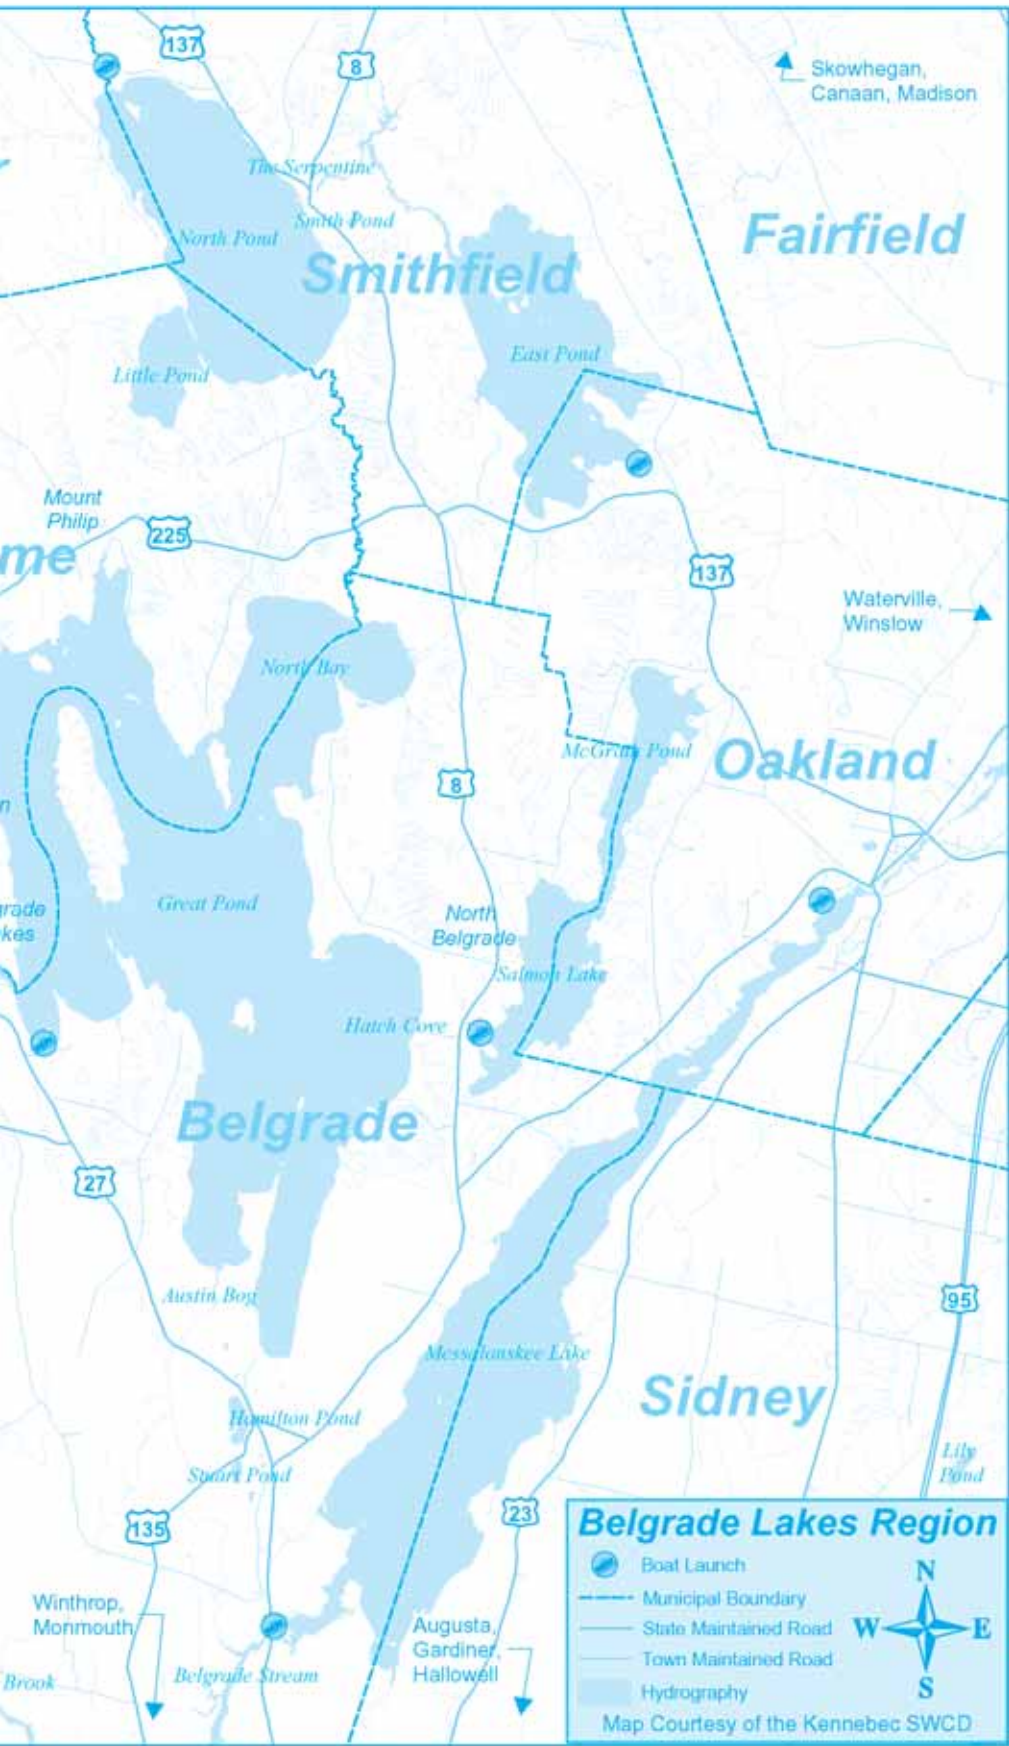 137
8
Skowhegan,
Canaan, Madison
The Serpentine
Smith Pond
North Pond
Fairfield
Smithfield
East Pond
Little Pond
Mount
Philip
me
225
137
Waterville,
Winslow
North Bay
McGrath Pond
Oakland
8
n
Great Pond
grade
kes
North
Belgrade
Salmon Lake
Hatch Cove
Belgrade
27
Austin Bog
95
Messalonskee Lake
Sidney
Hamilton Pond
Stuart Pond
Lily
Pond
135
23
Winthrop,
Monmouth
Augusta,
Gardiner,
Hallowell
Brook
Belgrade Stream
Belgrade Lakes Region
Boat Launch
Municipal Boundary
State Maintained Road
Town Maintained Road
Hydrography
N
W
E
S
Map Courtesy of the Kennebec SWCD